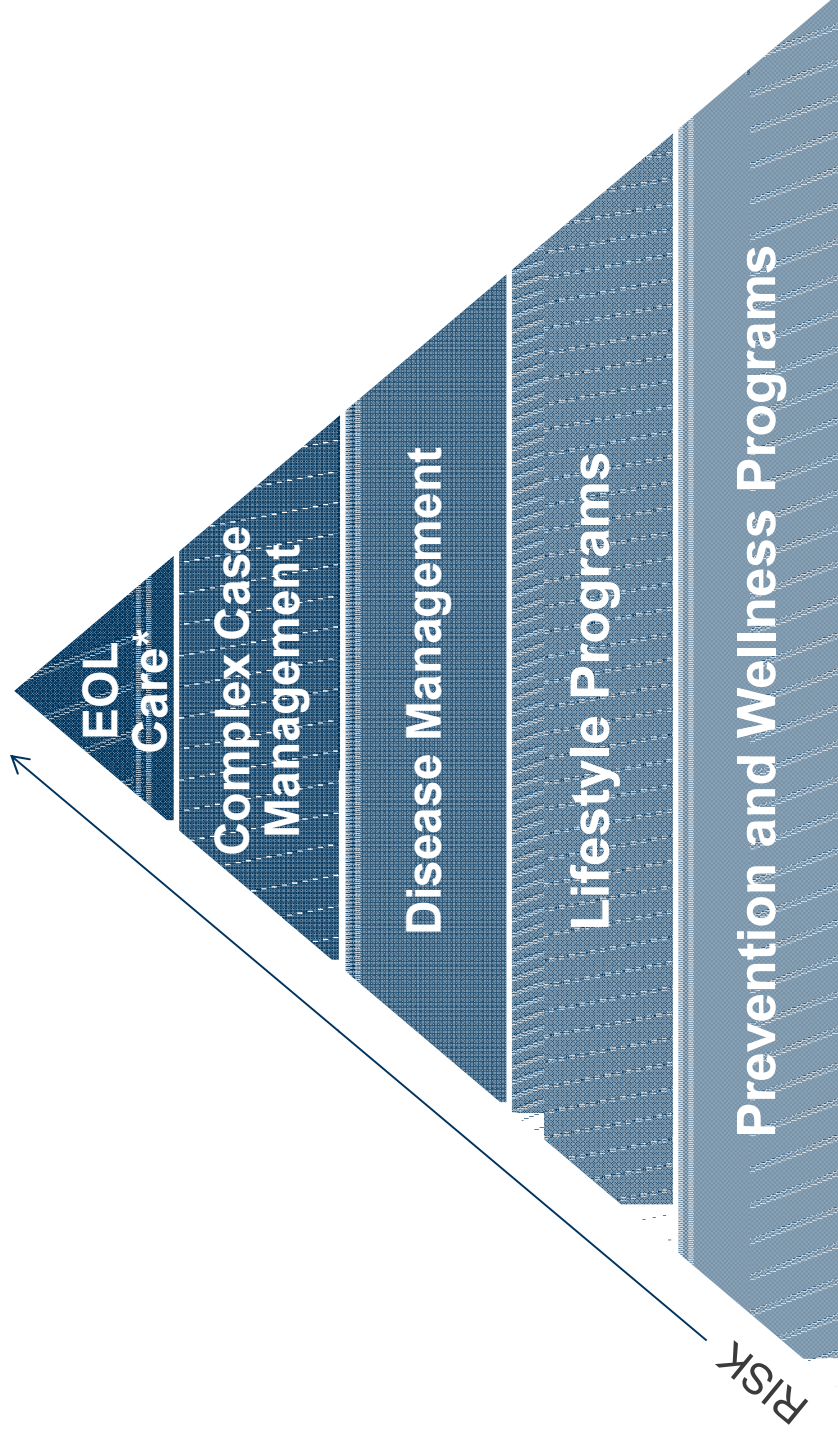 EOL
Care*
Complex Case
Management
Disease Management
Lifestyle Programs
Prevention and Wellness Programs
RISK